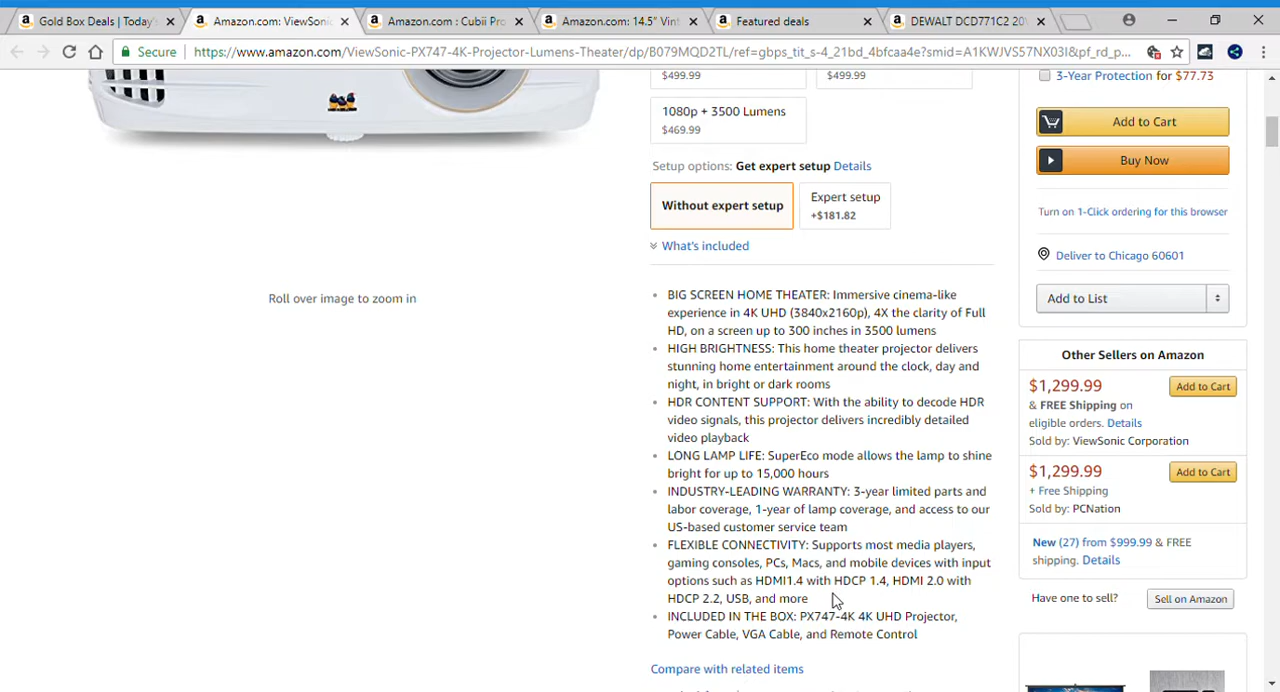 Gold Box Deals | Today'
Amazon.com: ViewSonic
Amazon.com : Cubii Pro
Amazon.com: 14.5" Vint
Featured deals
DEWALT DCD771C2 20V
Secure
https://www.amazon.com/ViewSonic-PX747-4K-Projector-Lumens-Theater/dp/B079MQD2TL/ref=gbps_tit_s-4_21bd_4bfcaa4e?smid=A1KWJVS57NX03I&pf_rd_p...
$499.99
$499.99
1080p + 3500 Lumens
$469.99
Setup options: Get expert setup Details
Without expert setup
Expert setup
+$181.82
What's included
Roll over image to zoom in
BIG SCREEN HOME THEATER: Immersive cinema-like
experience in 4K UHD (3840x2160p), 4X the clarity of Full
HD, on a screen up to 300 inches in 3500 lumens
HIGH BRIGHTNESS: This home theater projector delivers
stunning home entertainment around the clock, day and
night, in bright or dark rooms
HDR CONTENT SUPPORT: With the ability to decode HDR
video signals, this projector delivers incredibly detailed
video playback
LONG LAMP LIFE: SuperEco mode allows the lamp to shine
bright for up to 15,000 hours
INDUSTRY-LEADING WARRANTY: 3-year limited parts and
labor coverage, 1-year of lamp coverage, and access to our
US-based customer service team
FLEXIBLE CONNECTIVITY: Supports most media players,
gaming consoles, PCs, Macs, and mobile devices with input
options such as HDMI1.4 with HDCP 1.4, HDMI 2.0 with
HDCP 2.2, USB, and more
INCLUDED IN THE BOX: PX747-4K 4K UHD Projector,
Power Cable, VGA Cable, and Remote Control
Compare with related items
3-Year Protection for $77.73
Add to Cart
Buy Now
Turn on 1-Click ordering for this browser
Deliver to Chicago 60601
Add to List
Other Sellers on Amazon
$1,299.99
Add to Cart
& FREE Shipping on
eligible orders. Details
Sold by: ViewSonic Corporation
$1,299.99
Add to Cart
+ Free Shipping
Sold by: PCNation
New (27) from $999.99 & FREE
shipping. Details
Have one to sell?
Sell on Amazon